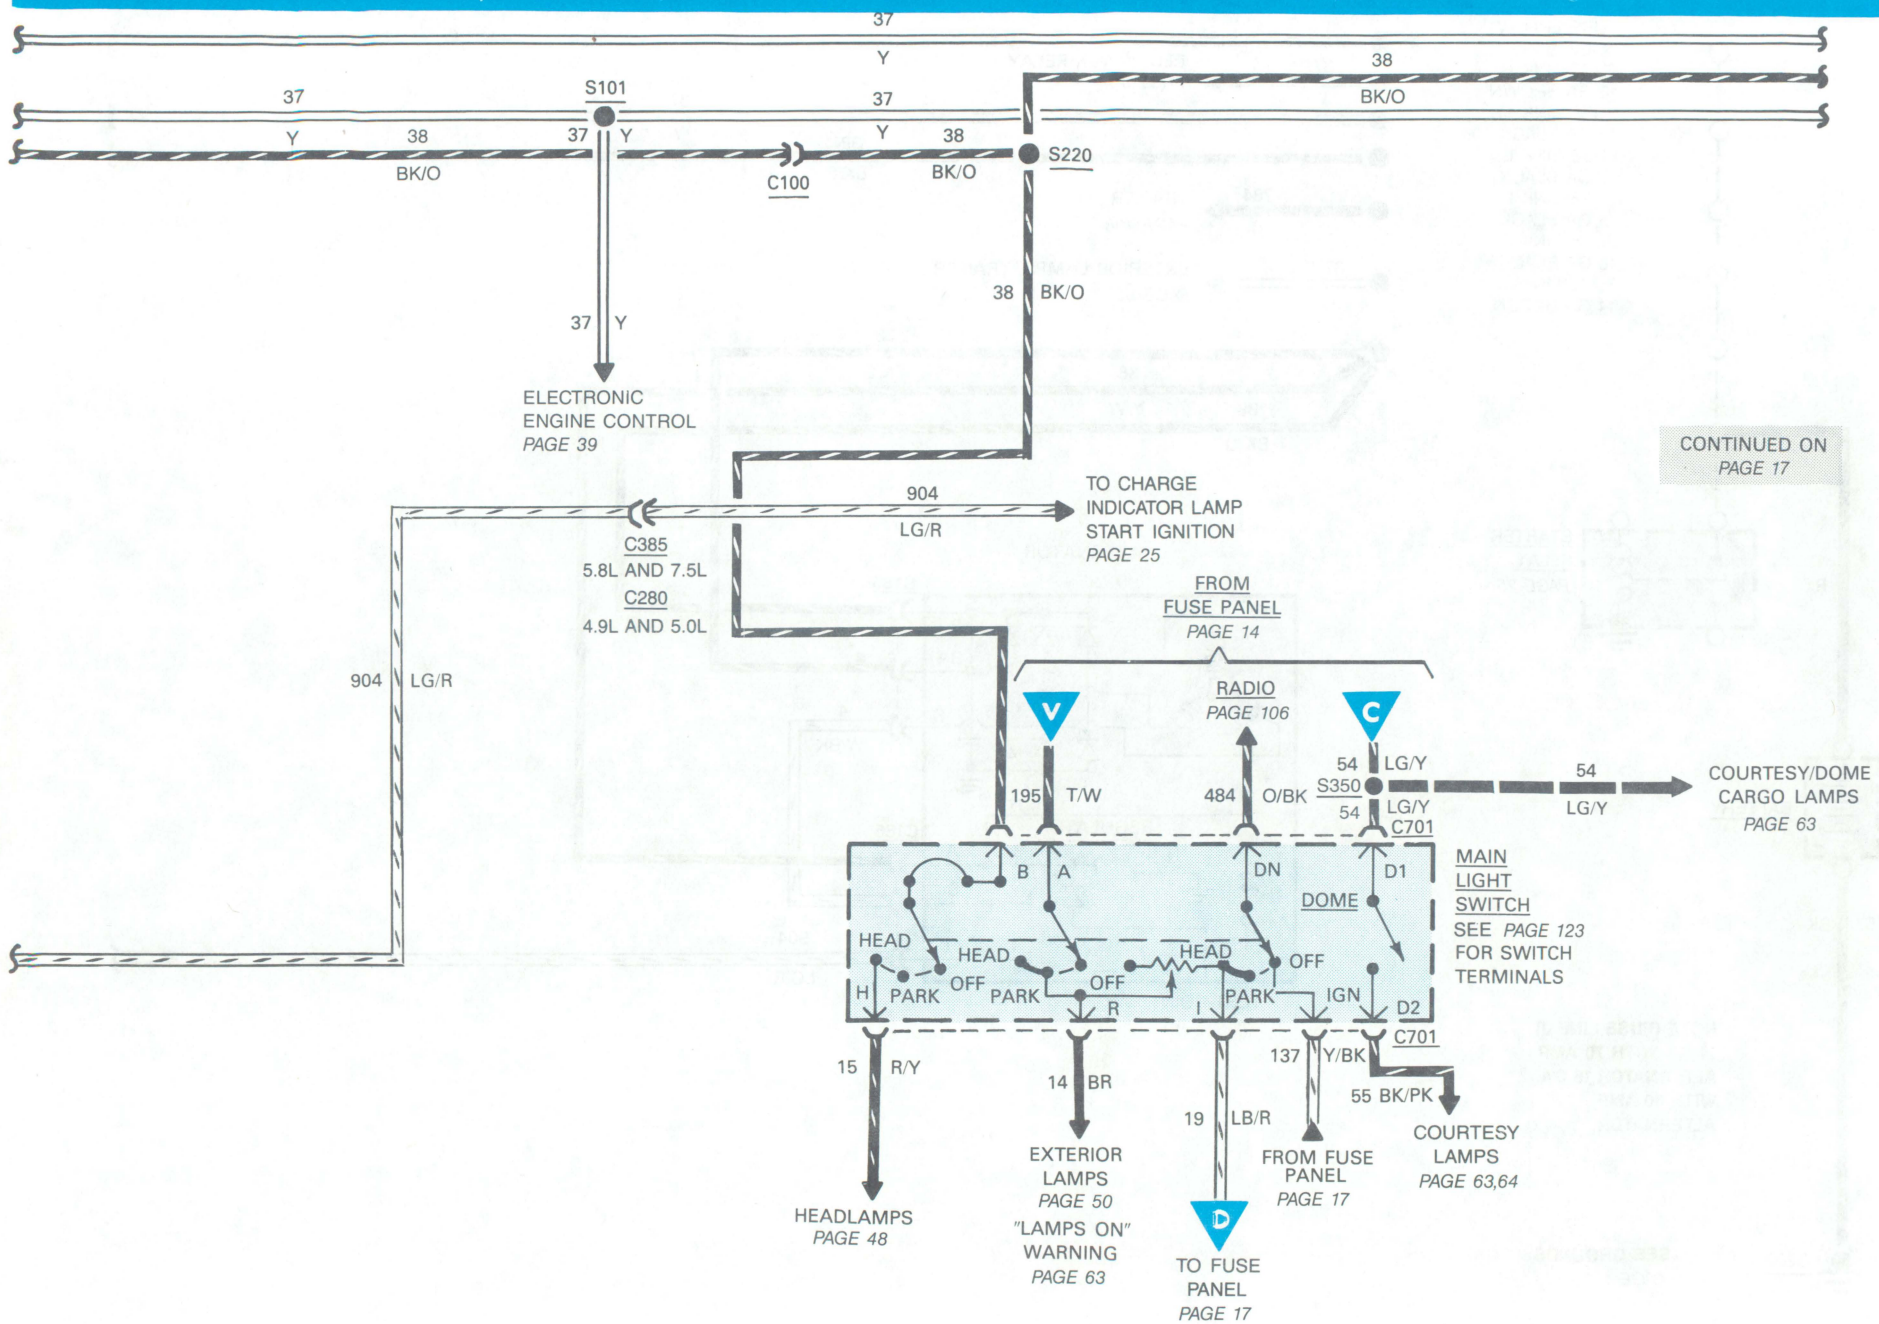 37
Y
38
BK/O
37
Y
S101
37
Y
37
Y
38
BK/O
C100
38
BK/O
S220
38 BK/O
37 Y
ELECTRONIC
ENGINE CONTROL
PAGE 39
CONTINUED ON
PAGE 17
904
LG/R
TO CHARGE
INDICATOR LAMP
START IGNITION
PAGE 25
C385
5.8L AND 7.5L
C280
4.9L AND 5.0L
904 LG/R
FROM
FUSE PANEL
PAGE 14
V
RADIO
PAGE 106
C
195 T/W
484 O/BK
54 LG/Y
S350
54 LG/Y
54
LG/Y
COURTESY/DOME
CARGO LAMPS
PAGE 63
C701
B A DN D1
DOME
MAIN
LIGHT
SWITCH
SEE PAGE 123
FOR SWITCH
TERMINALS
HEAD
OFF
PARK
H
HEAD
OFF
PARK
R
HEAD
OFF
PARK
I
IGN
D2
C701
15 R/Y
14 BR
19 LB/R
137 Y/BK
55 BK/PK
HEADLAMPS
PAGE 48
EXTERIOR
LAMPS
PAGE 50
"LAMPS ON"
WARNING
PAGE 63
D
TO FUSE
PANEL
PAGE 17
FROM FUSE
PANEL
PAGE 17
COURTESY
LAMPS
PAGE 63,64